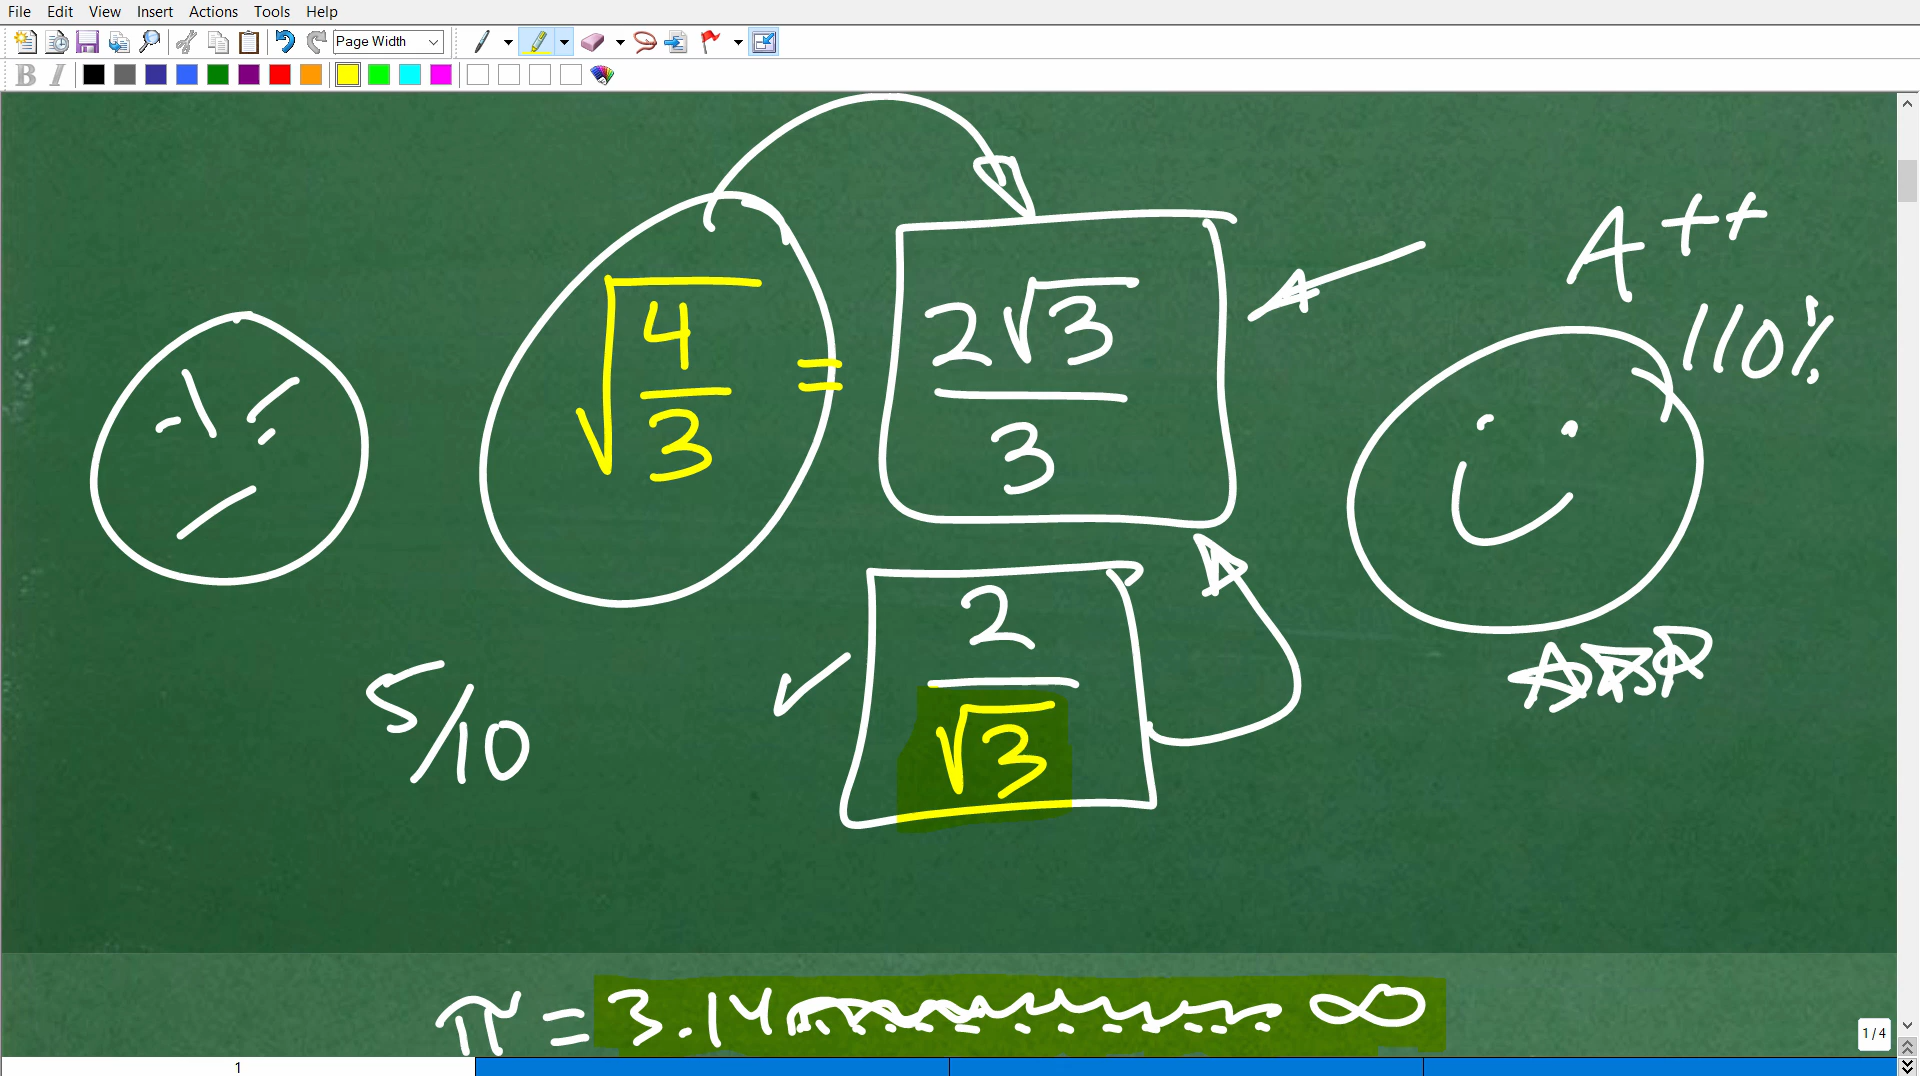 File Edit View Insert Actions Tools Help
Page Width
B I
A++
110%
√(4/3) = 2√3/3
2/√3
5/10
π = 3.14 ∞
1 / 4
1